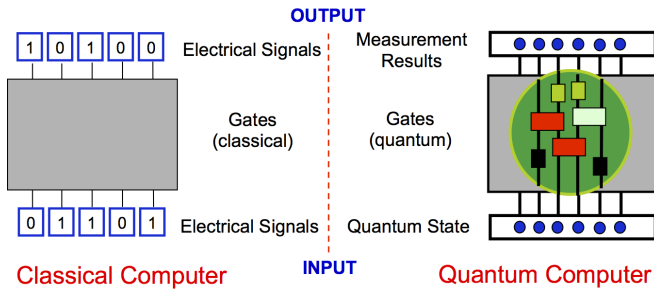 OUTPUT
1 0 1 0 0
Electrical Signals
Measurement
Results
Gates
(classical)
Gates
(quantum)
0 1 1 0 1
Electrical Signals
Quantum State
INPUT
Classical Computer
Quantum Computer